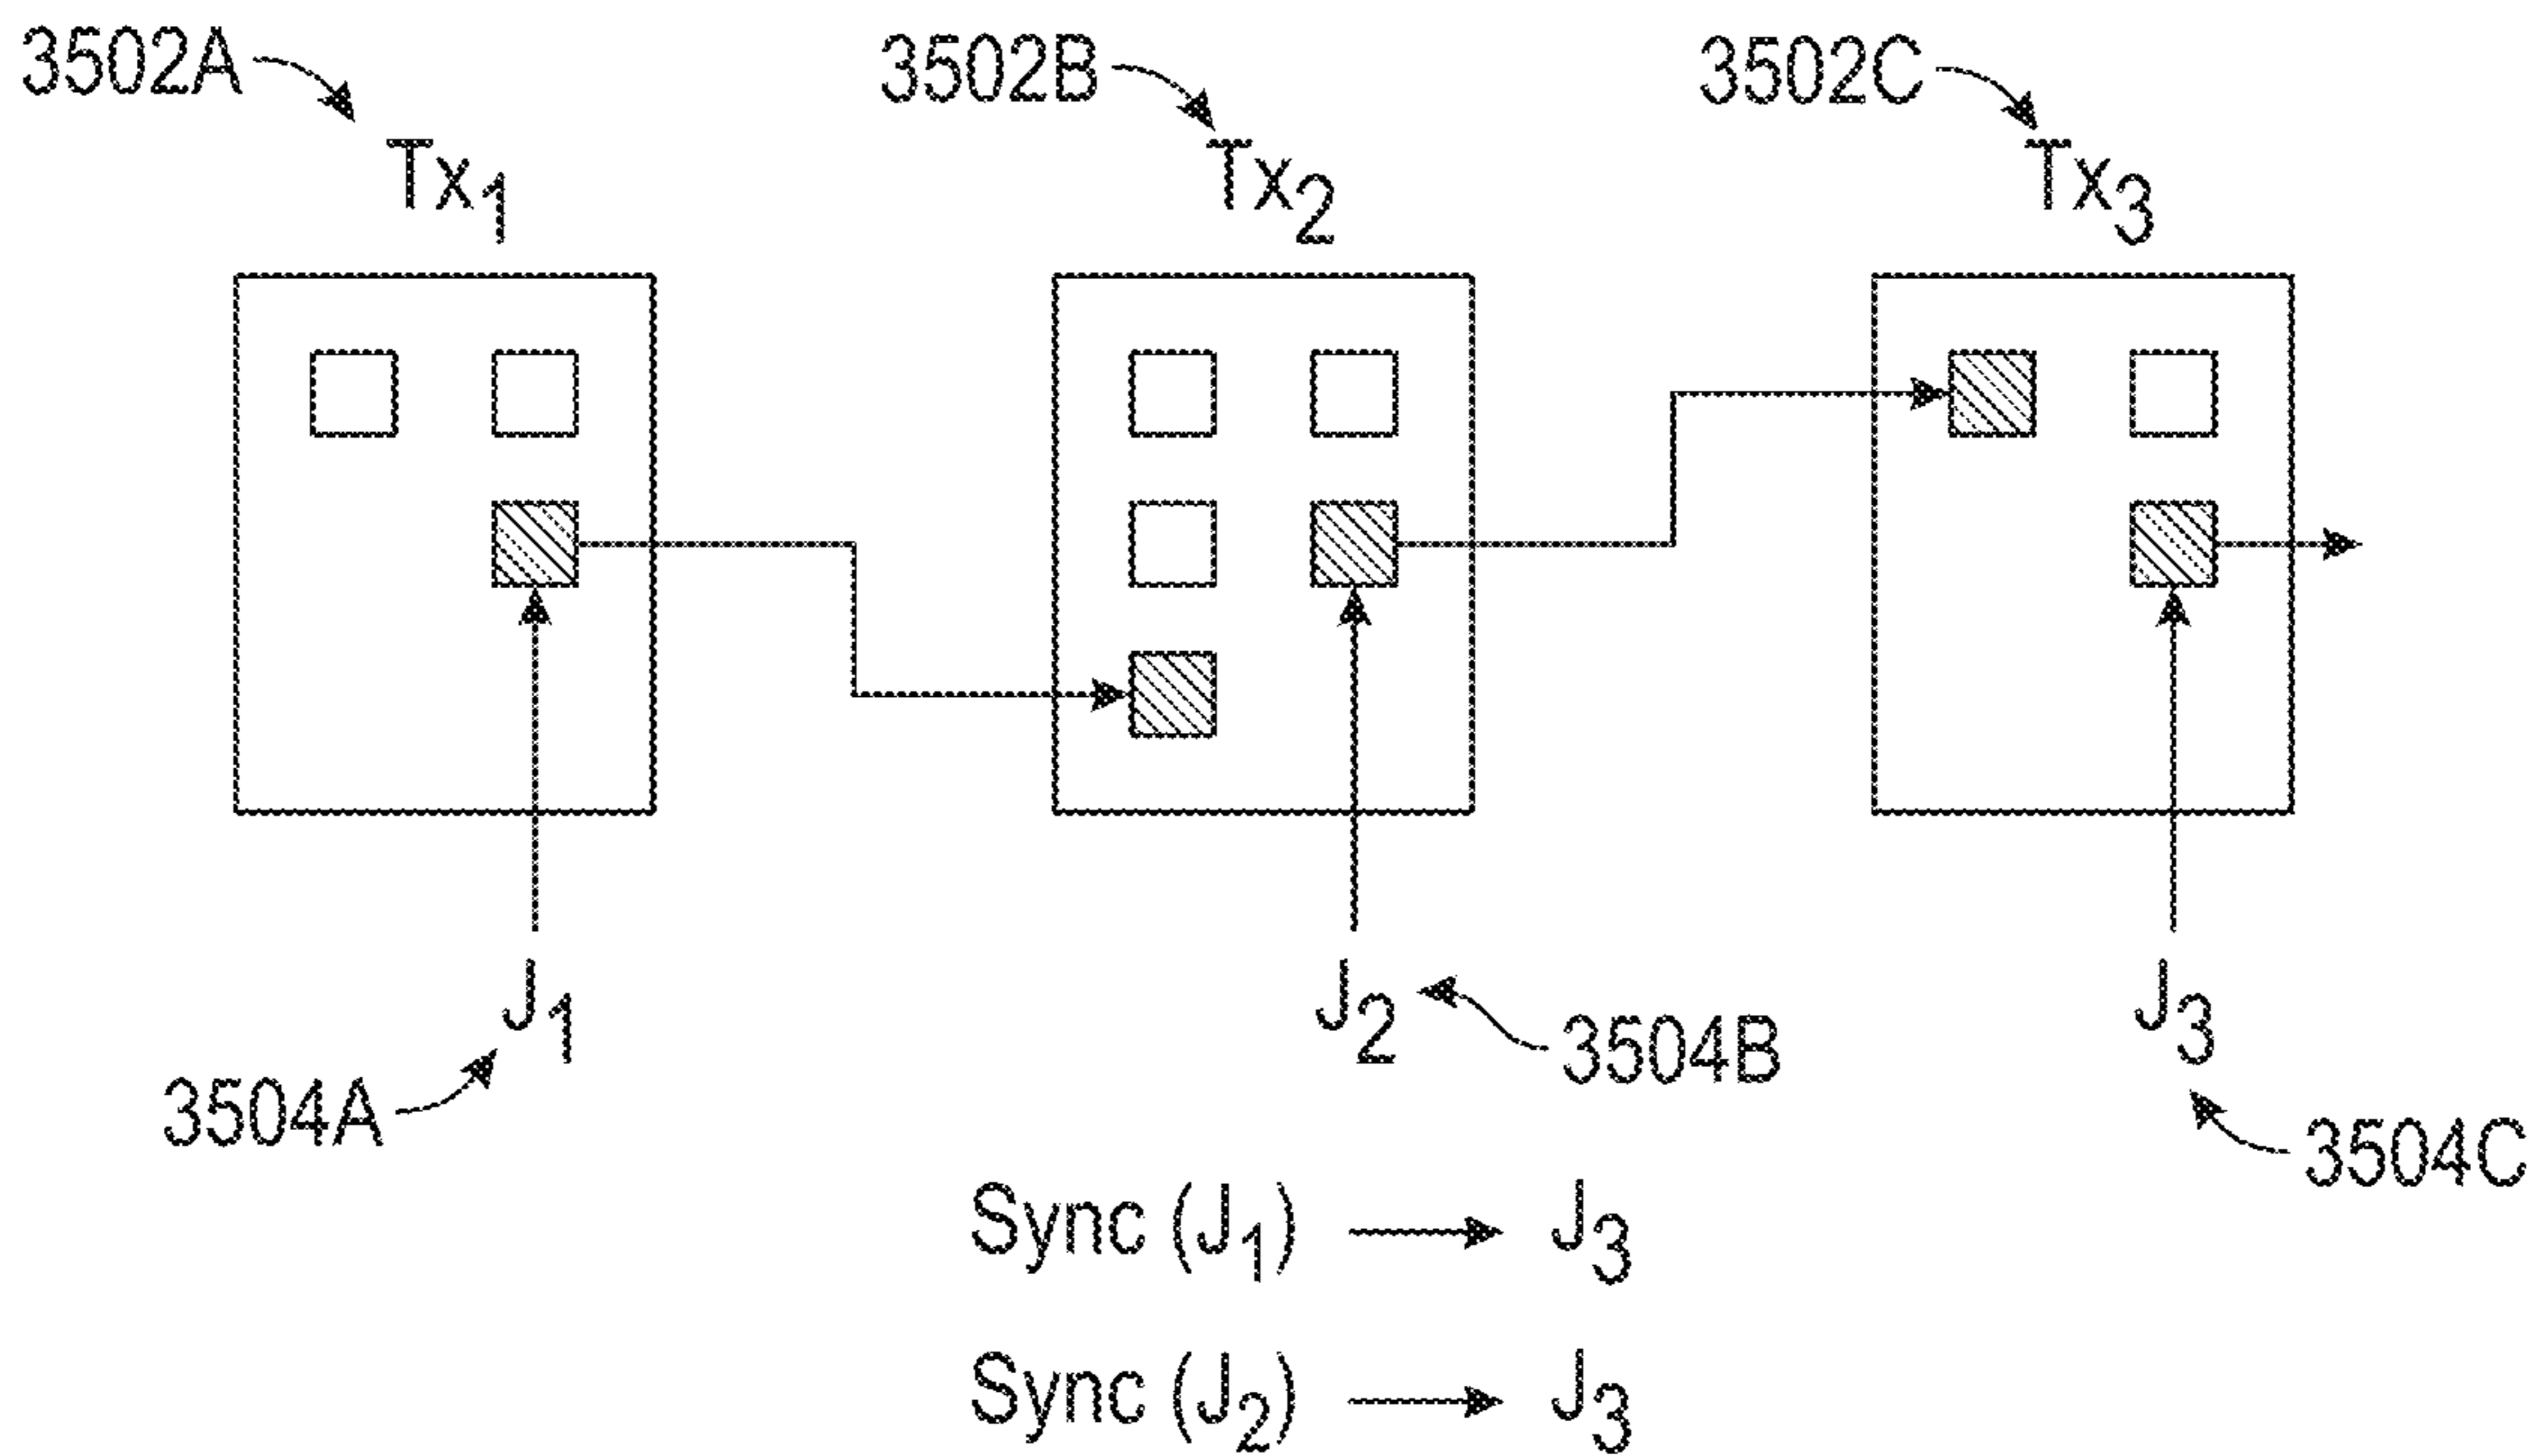 3502A 3502B 3502C
Tx₁ Tx₂ Tx₃
J₁ J₂ J₃
3504A 3504B 3504C
Sync (J₁) → J₃
Sync (J₂) → J₃